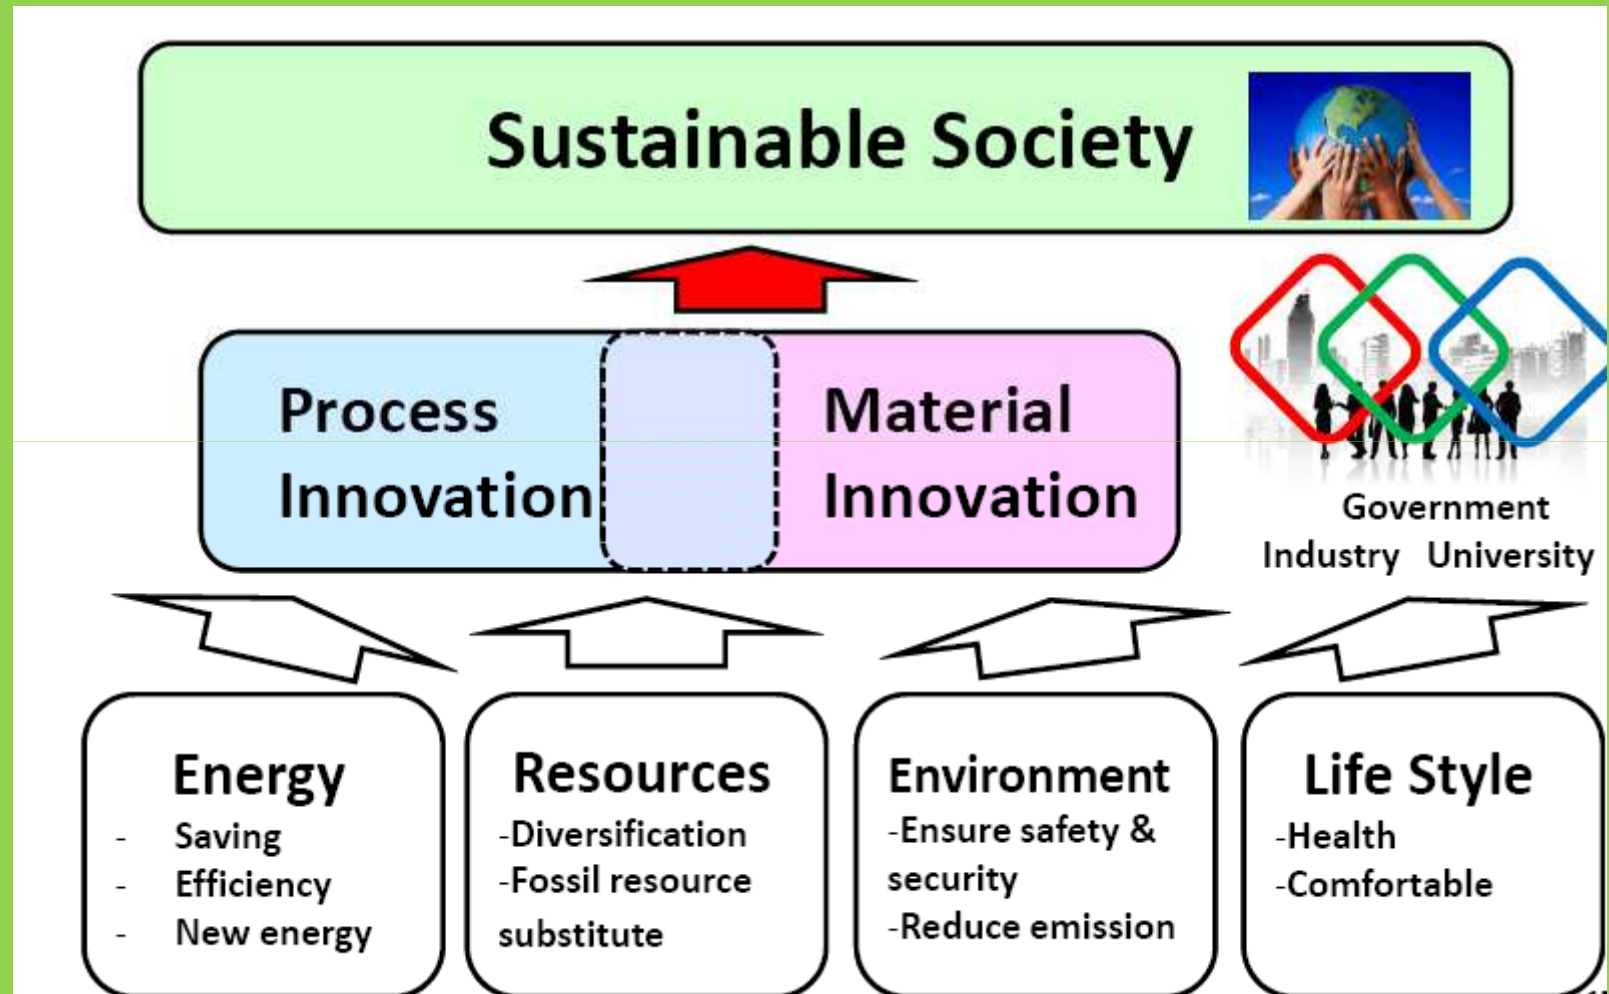 Sustainable Society
Process
Innovation
Material
Innovation
Government
Industry University
Energy
- Saving
- Efficiency
- New energy
Resources
-Diversification
-Fossil resource
substitute
Environment
-Ensure safety &
security
-Reduce emission
Life Style
-Health
-Comfortable